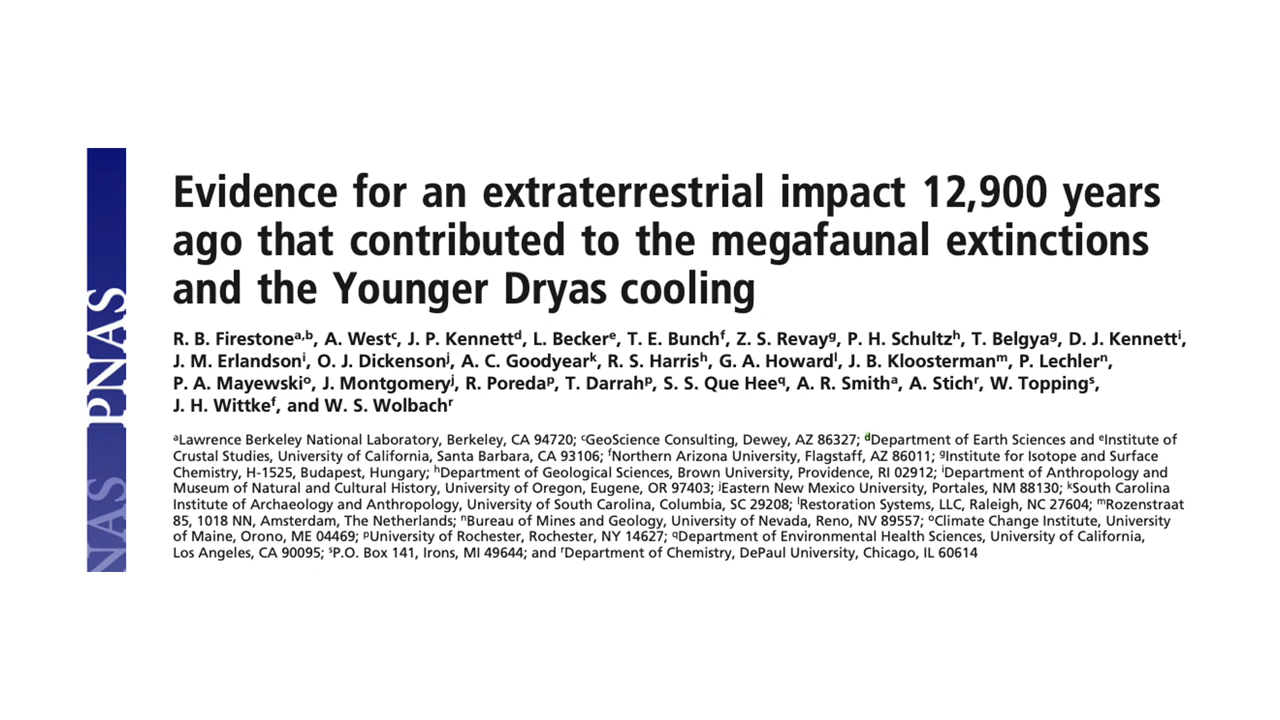 Evidence for an extraterrestrial impact 12,900 years
ago that contributed to the megafaunal extinctions
and the Younger Dryas cooling
R. B. Firestoneᵃ,ᵇ, A. Westᶜ, J. P. Kennettᵈ, L. Beckerᵉ, T. E. Bunchᶠ, Z. S. Revayᵍ, P. H. Schultzʰ, T. Belgyaᵍ, D. J. Kennettⁱ,
J. M. Erlandsonⁱ, O. J. Dickensonʲ, A. C. Goodyearᵏ, R. S. Harrisʰ, G. A. Howardˡ, J. B. Kloostermanᵐ, P. Lechlerⁿ,
P. A. Mayewskiᵒ, J. Montgomeryʲ, R. Poredaᵖ, T. Darrahᵖ, S. S. Que Hee𐞥, A. R. Smithᵃ, A. Stichʳ, W. Toppingˢ,
J. H. Wittkeᶠ, and W. S. Wolbachʳ
ᵃLawrence Berkeley National Laboratory, Berkeley, CA 94720; ᶜGeoScience Consulting, Dewey, AZ 86327; ᵈDepartment of Earth Sciences and ᵉInstitute of
Crustal Studies, University of California, Santa Barbara, CA 93106; ᶠNorthern Arizona University, Flagstaff, AZ 86011; ᵍInstitute for Isotope and Surface
Chemistry, H-1525, Budapest, Hungary; ʰDepartment of Geological Sciences, Brown University, Providence, RI 02912; ⁱDepartment of Anthropology and
Museum of Natural and Cultural History, University of Oregon, Eugene, OR 97403; ʲEastern New Mexico University, Portales, NM 88130; ᵏSouth Carolina
Institute of Archaeology and Anthropology, University of South Carolina, Columbia, SC 29208; ˡRestoration Systems, LLC, Raleigh, NC 27604; ᵐRozenstraat
85, 1018 NN, Amsterdam, The Netherlands; ⁿBureau of Mines and Geology, University of Nevada, Reno, NV 89557; ᵒClimate Change Institute, University
of Maine, Orono, ME 04469; ᵖUniversity of Rochester, Rochester, NY 14627; 𐞥Department of Environmental Health Sciences, University of California,
Los Angeles, CA 90095; ˢP.O. Box 141, Irons, MI 49644; and ʳDepartment of Chemistry, DePaul University, Chicago, IL 60614
PNAS
NAS